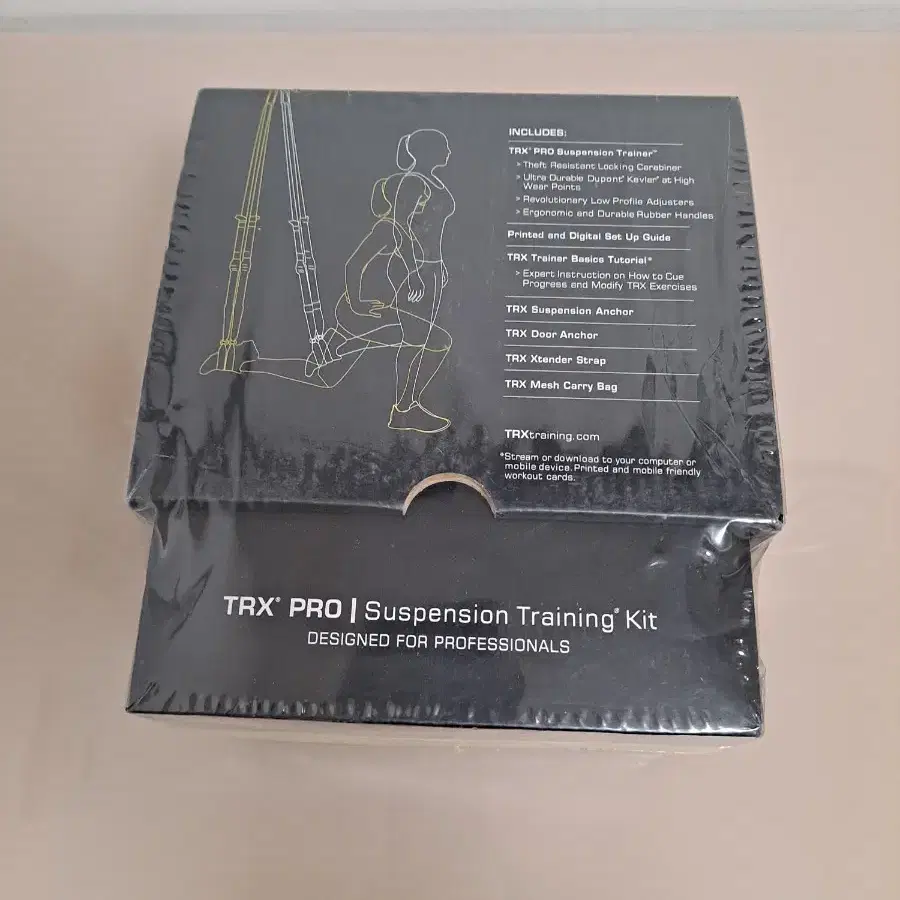 INCLUDES:
TRX® PRO Suspension Trainer™
> Theft Resistant Locking Carabiner
> Ultra Durable Dupont® Kevlar® at High
Wear Points
> Revolutionary Low Profile Adjusters
> Ergonomic and Durable Rubber Handles
Printed and Digital Set Up Guide
TRX Trainer Basics Tutorial*
> Expert Instruction on How to Cue
Progress and Modify TRX Exercises
TRX Suspension Anchor
TRX Door Anchor
TRX Xtender Strap
TRX Mesh Carry Bag
TRXtraining.com
*Stream or download to your computer or
mobile device. Printed and mobile friendly
workout cards.
TRX® PRO | Suspension Training® Kit
DESIGNED FOR PROFESSIONALS